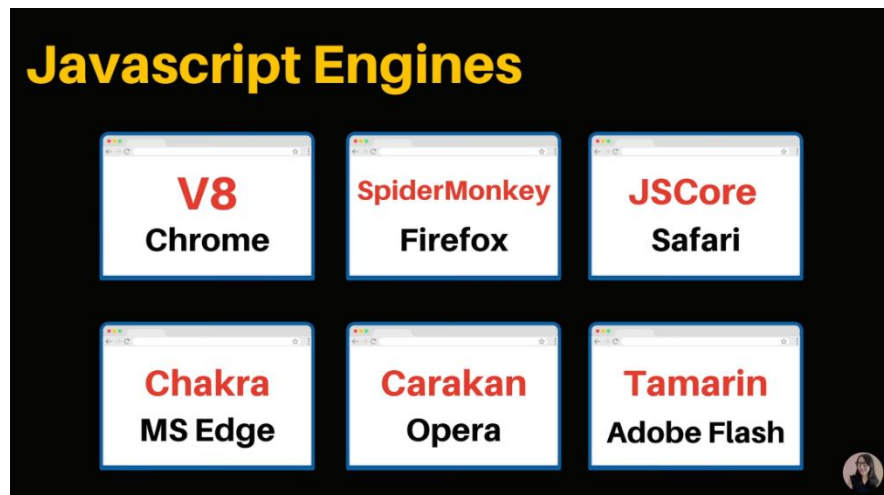 Javascript Engines
V8
Chrome
SpiderMonkey
Firefox
JSCore
Safari
Chakra
MS Edge
Carakan
Opera
Tamarin
Adobe Flash